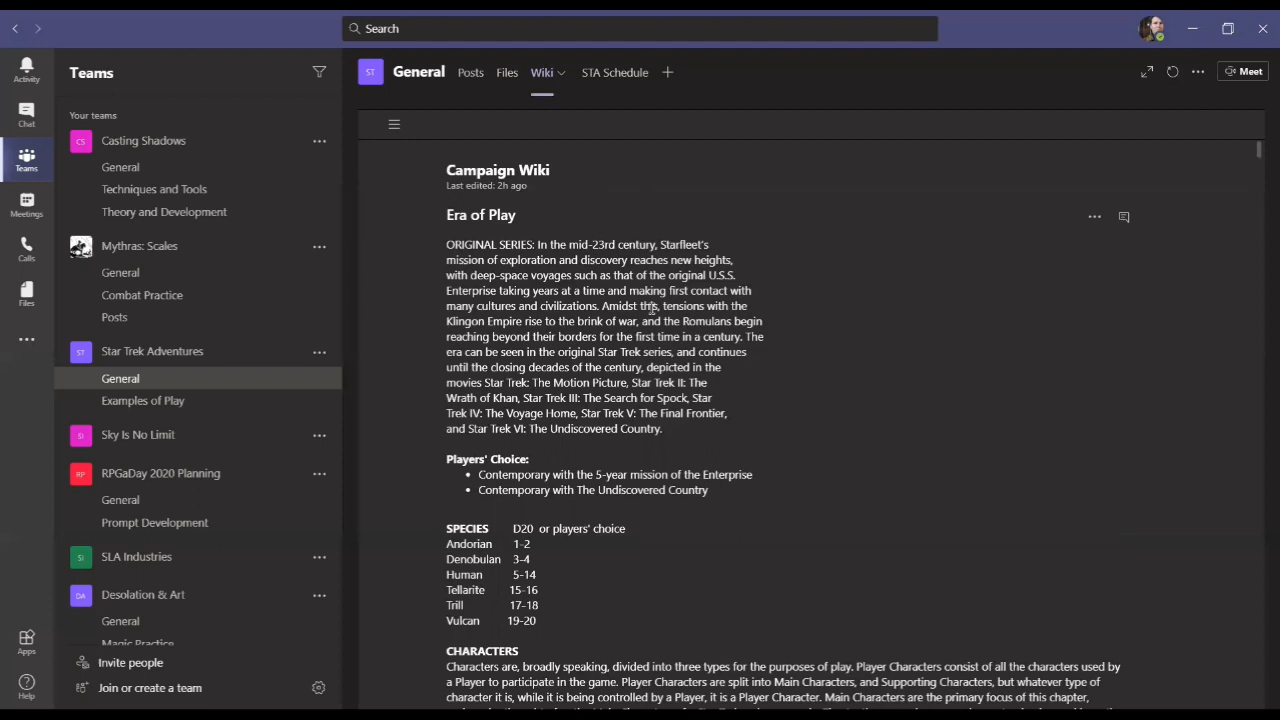 Search
Activity
Chat
Teams
Meetings
Calls
Files
Apps
Help
Teams
Your teams
CS Casting Shadows
General
Techniques and Tools
Theory and Development
Mythras: Scales
General
Combat Practice
Posts
ST Star Trek Adventures
General
Examples of Play
SI Sky Is No Limit
RP RPGaDay 2020 Planning
General
Prompt Development
SI SLA Industries
DA Desolation & Art
General
Magic Practice
Invite people
Join or create a team
ST General Posts Files Wiki STA Schedule Meet
Campaign Wiki
Last edited: 2h ago
Era of Play
ORIGINAL SERIES: In the mid-23rd century, Starfleet's
mission of exploration and discovery reaches new heights,
with deep-space voyages such as that of the original U.S.S.
Enterprise taking years at a time and making first contact with
many cultures and civilizations. Amidst this, tensions with the
Klingon Empire rise to the brink of war, and the Romulans begin
reaching beyond their borders for the first time in a century. The
era can be seen in the original Star Trek series, and continues
until the closing decades of the century, depicted in the
movies Star Trek: The Motion Picture, Star Trek II: The
Wrath of Khan, Star Trek III: The Search for Spock, Star
Trek IV: The Voyage Home, Star Trek V: The Final Frontier,
and Star Trek VI: The Undiscovered Country.
Players' Choice:
• Contemporary with the 5-year mission of the Enterprise
• Contemporary with The Undiscovered Country
SPECIES D20 or players' choice
Andorian 1-2
Denobulan 3-4
Human 5-14
Tellarite 15-16
Trill 17-18
Vulcan 19-20
CHARACTERS
Characters are, broadly speaking, divided into three types for the purposes of play. Player Characters consist of all the characters used by
a Player to participate in the game. Player Characters are split into Main Characters, and Supporting Characters, but whatever type of
character it is, while it is being controlled by a Player, it is a Player Character. Main Characters are the primary focus of this chapter,